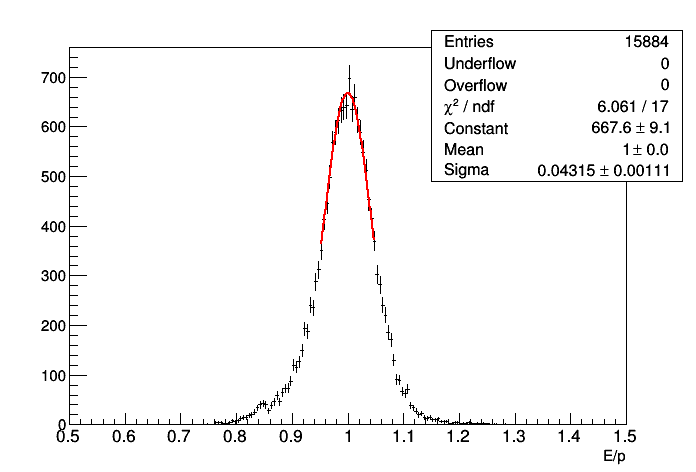 Entries 15884
Underflow 0
Overflow 0
χ² / ndf 6.061 / 17
Constant 667.6 ± 9.1
Mean 1 ± 0.0
Sigma 0.04315 ± 0.00111
700
600
500
400
300
200
100
0
0.5 0.6 0.7 0.8 0.9 1 1.1 1.2 1.3 1.4 1.5
E/p